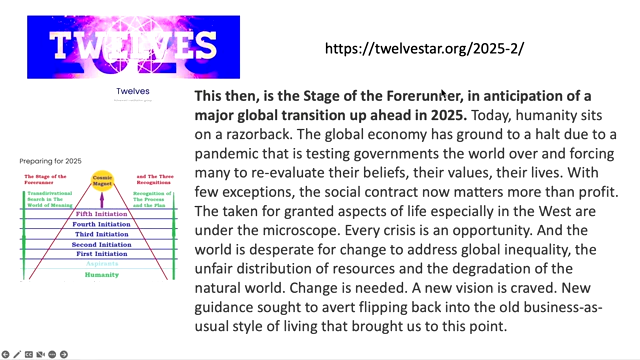 TWELVES
https://twelvestar.org/2025-2/
Twelves
This then, is the Stage of the Forerunner, in anticipation of a
major global transition up ahead in 2025. Today, humanity sits
on a razorback. The global economy has ground to a halt due to a
pandemic that is testing governments the world over and forcing
many to re-evaluate their beliefs, their values, their lives. With
few exceptions, the social contract now matters more than profit.
The taken for granted aspects of life especially in the West are
under the microscope. Every crisis is an opportunity. And the
world is desperate for change to address global inequality, the
unfair distribution of resources and the degradation of the
natural world. Change is needed. A new vision is craved. New
guidance sought to avert flipping back into the old business-as-
usual style of living that brought us to this point.
Preparing for 2025
The Stage of the
Forerunner
Cosmic
Magnet
and The Three
Recognitions
Transdisditional
Search in The
World of Meaning
Recognition of
The Process
and the Plan
Fifth Initiation
Fourth Initiation
Third Initiation
Second Initiation
First Initiation
Aspirants
Humanity